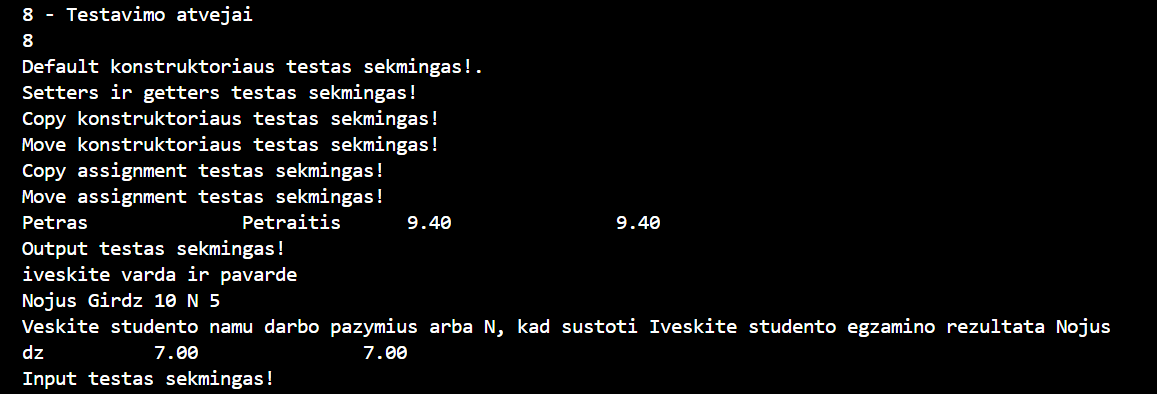 8 - Testavimo atvejai
8
Default konstruktoriaus testas sekmingas!.
Setters ir getters testas sekmingas!
Copy konstruktoriaus testas sekmingas!
Move konstruktoriaus testas sekmingas!
Copy assignment testas sekmingas!
Move assignment testas sekmingas!
Petras Petraitis 9.40 9.40
Output testas sekmingas!
iveskite varda ir pavarde
Nojus Girdz 10 N 5
Veskite studento namu darbo pazymius arba N, kad sustoti Iveskite studento egzamino rezultata Nojus
dz 7.00 7.00
Input testas sekmingas!